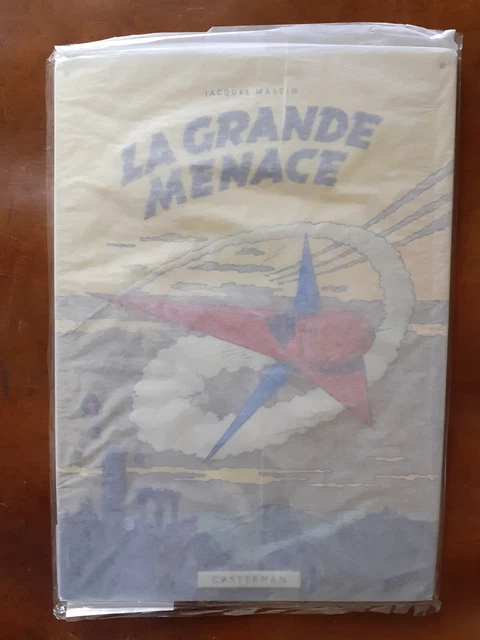 JACQUES MARTIN
LA GRANDE
MENACE
CASTERMAN